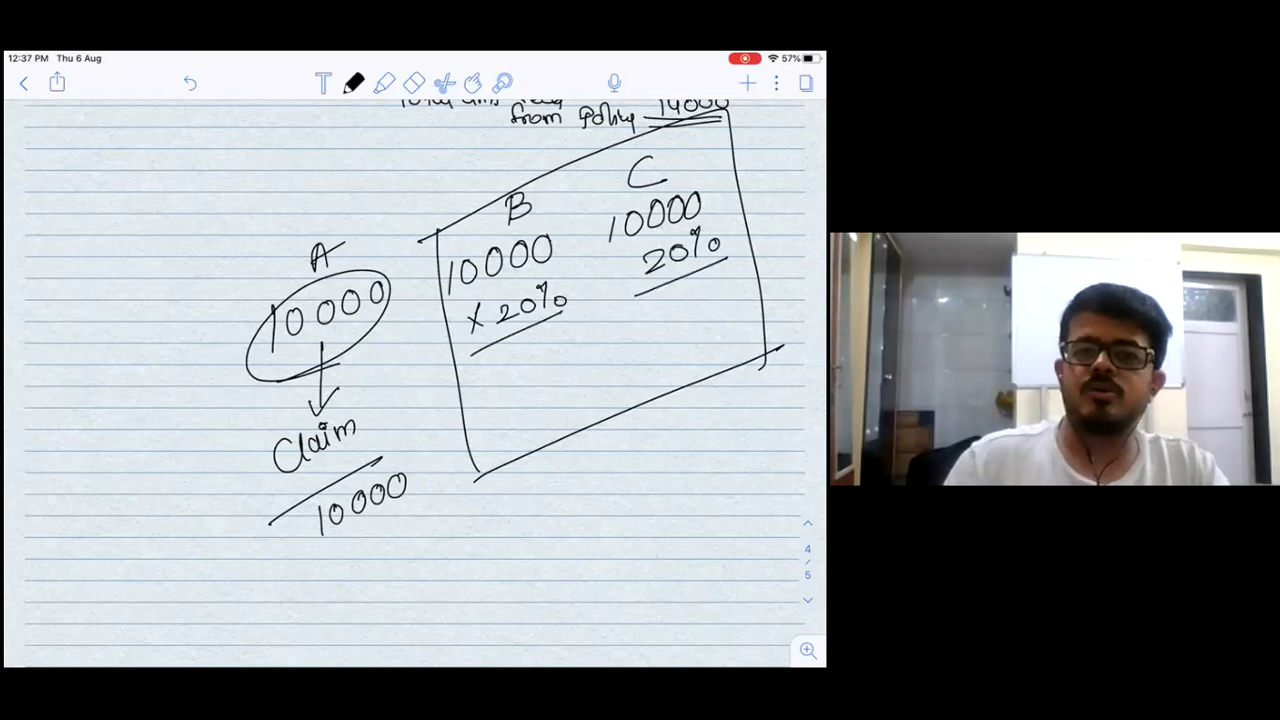 12:37 PM Thu 6 Aug
57%
T
from Policy 14000
A
10000
Claim
10000
B
10000
X 20%
C
10000
20%
4
/
5